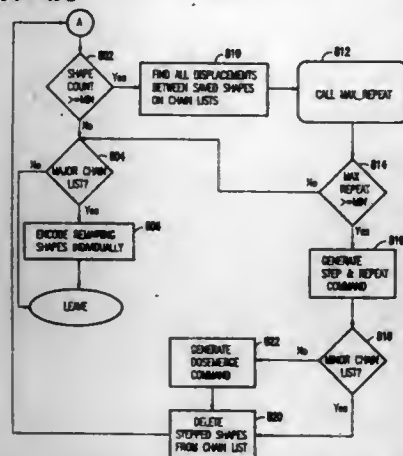 A
802
SHAPE
COUNT
>=MIN
Yes
No
810
FIND ALL DISPLACEMENTS
BETWEEN SAVED SHAPES
ON CHAIN LISTS
812
CALL MAX_REPEAT
804
MAJOR CHAIN
LIST?
No
Yes
814
MAX
REPEAT
>=MIN
No
Yes
806
ENCODE REMAINING
SHAPES INDIVIDUALLY
816
GENERATE
STEP & REPEAT
COMMAND
LEAVE
818
MINOR CHAIN
LIST?
No
Yes
822
GENERATE
DOSEMERGE
COMMAND
820
DELETE
STEPPED SHAPES
FROM CHAIN LIST